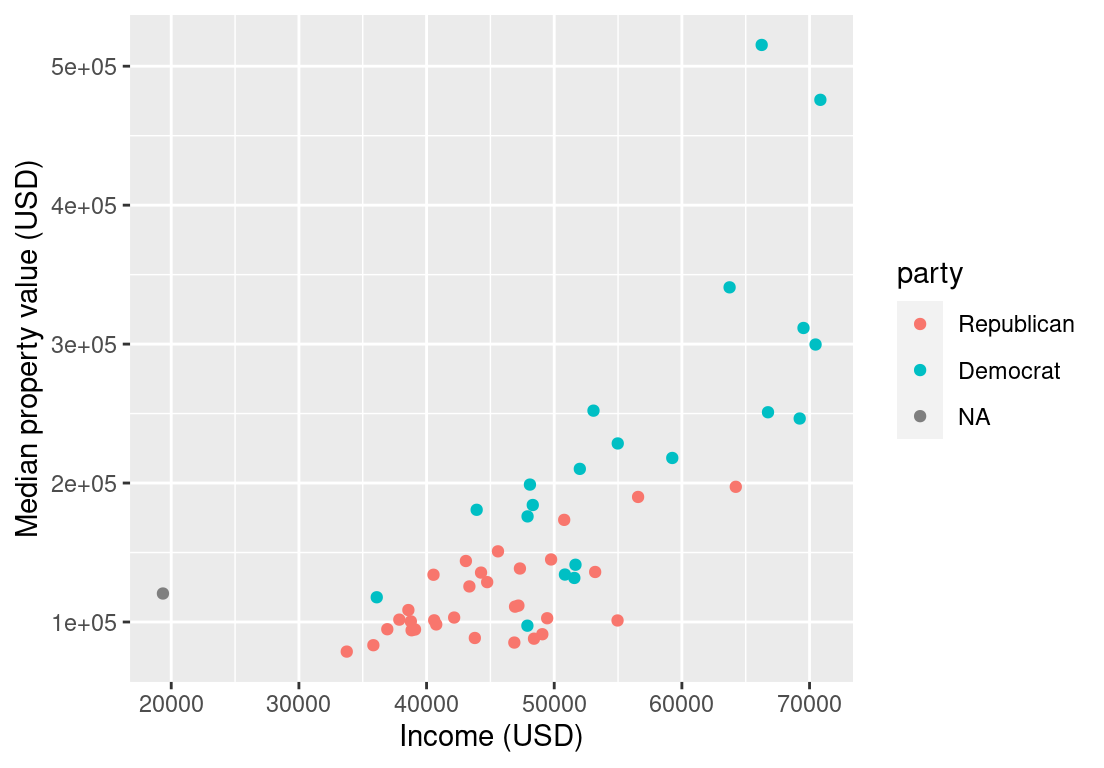 5e+05
4e+05
3e+05
2e+05
1e+05
Median property value (USD)
20000 30000 40000 50000 60000 70000
Income (USD)
party
Republican
Democrat
NA